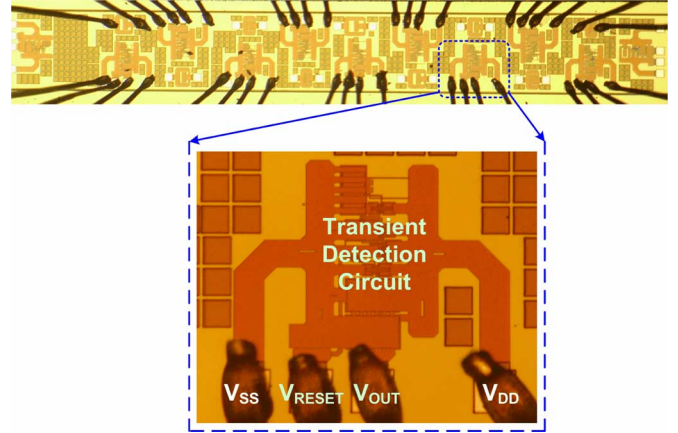 Transient
Detection
Circuit
VSS VRESET VOUT VDD